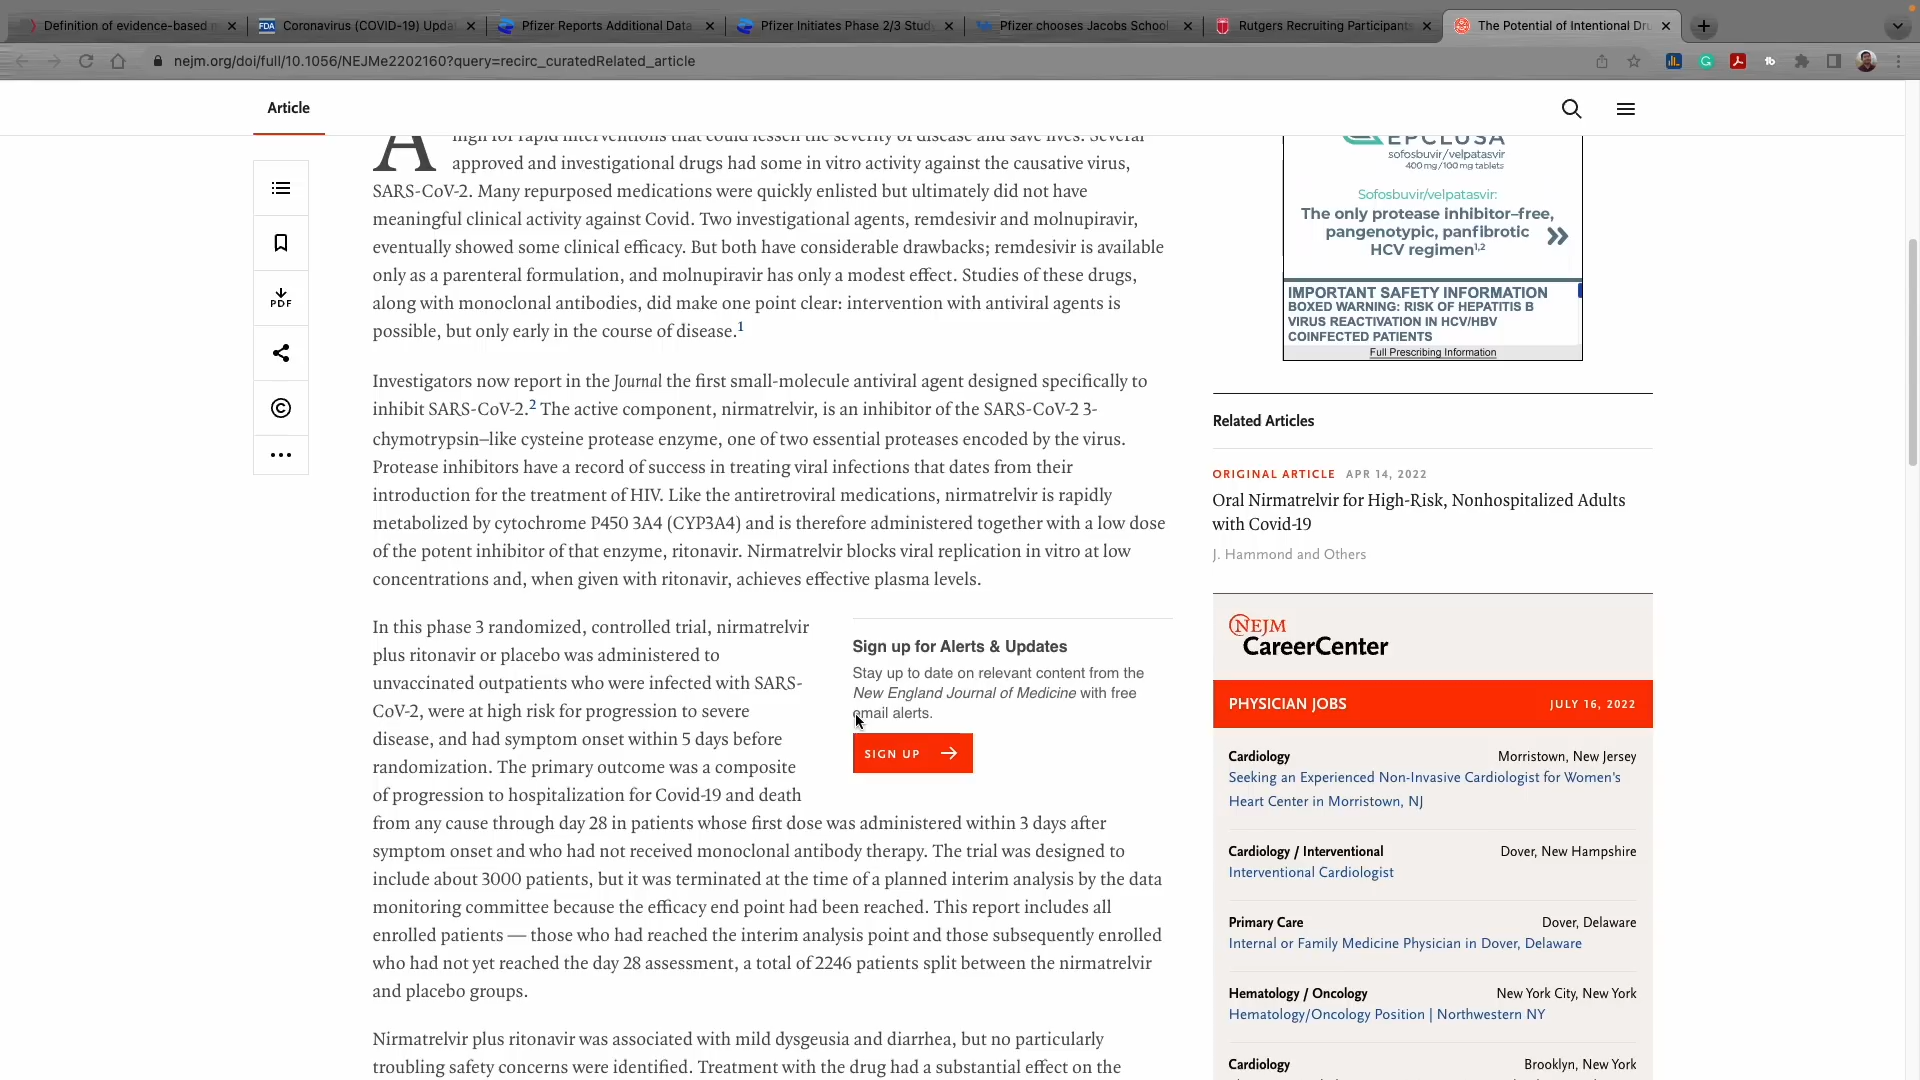 Definition of evidence-based m
Coronavirus (COVID-19) Upda
Pfizer Reports Additional Data
Pfizer Initiates Phase 2/3 Study
Pfizer chooses Jacobs School
Rutgers Recruiting Participants
The Potential of Intentional Dru
nejm.org/doi/full/10.1056/NEJMe2202160?query=recirc_curatedRelated_article
Article
PDF
A
high for rapid interventions that could lessen the severity of disease and save lives. Several
approved and investigational drugs had some in vitro activity against the causative virus,
SARS-CoV-2. Many repurposed medications were quickly enlisted but ultimately did not have
meaningful clinical activity against Covid. Two investigational agents, remdesivir and molnupiravir,
eventually showed some clinical efficacy. But both have considerable drawbacks; remdesivir is available
only as a parenteral formulation, and molnupiravir has only a modest effect. Studies of these drugs,
along with monoclonal antibodies, did make one point clear: intervention with antiviral agents is
possible, but only early in the course of disease.1
Investigators now report in the Journal the first small-molecule antiviral agent designed specifically to
inhibit SARS-CoV-2.2 The active component, nirmatrelvir, is an inhibitor of the SARS-CoV-2 3-
chymotrypsin–like cysteine protease enzyme, one of two essential proteases encoded by the virus.
Protease inhibitors have a record of success in treating viral infections that dates from their
introduction for the treatment of HIV. Like the antiretroviral medications, nirmatrelvir is rapidly
metabolized by cytochrome P450 3A4 (CYP3A4) and is therefore administered together with a low dose
of the potent inhibitor of that enzyme, ritonavir. Nirmatrelvir blocks viral replication in vitro at low
concentrations and, when given with ritonavir, achieves effective plasma levels.
In this phase 3 randomized, controlled trial, nirmatrelvir
plus ritonavir or placebo was administered to
unvaccinated outpatients who were infected with SARS-
CoV-2, were at high risk for progression to severe
disease, and had symptom onset within 5 days before
randomization. The primary outcome was a composite
of progression to hospitalization for Covid-19 and death
from any cause through day 28 in patients whose first dose was administered within 3 days after
symptom onset and who had not received monoclonal antibody therapy. The trial was designed to
include about 3000 patients, but it was terminated at the time of a planned interim analysis by the data
monitoring committee because the efficacy end point had been reached. This report includes all
enrolled patients — those who had reached the interim analysis point and those subsequently enrolled
who had not yet reached the day 28 assessment, a total of 2246 patients split between the nirmatrelvir
and placebo groups.
Nirmatrelvir plus ritonavir was associated with mild dysgeusia and diarrhea, but no particularly
troubling safety concerns were identified. Treatment with the drug had a substantial effect on the
Sign up for Alerts & Updates
Stay up to date on relevant content from the
New England Journal of Medicine with free
email alerts.
SIGN UP
EPCLUSA
sofosbuvir/velpatasvir
400 mg/100 mg tablets
Sofosbuvir/velpatasvir:
The only protease inhibitor–free,
pangenotypic, panfibrotic
HCV regimen1,2
IMPORTANT SAFETY INFORMATION
BOXED WARNING: RISK OF HEPATITIS B
VIRUS REACTIVATION IN HCV/HBV
COINFECTED PATIENTS
Full Prescribing Information
Related Articles
ORIGINAL ARTICLE APR 14, 2022
Oral Nirmatrelvir for High-Risk, Nonhospitalized Adults
with Covid-19
J. Hammond and Others
NEJM
CareerCenter
PHYSICIAN JOBS JULY 16, 2022
Cardiology Morristown, New Jersey
Seeking an Experienced Non-Invasive Cardiologist for Women's
Heart Center in Morristown, NJ
Cardiology / Interventional Dover, New Hampshire
Interventional Cardiologist
Primary Care Dover, Delaware
Internal or Family Medicine Physician in Dover, Delaware
Hematology / Oncology New York City, New York
Hematology/Oncology Position | Northwestern NY
Cardiology Brooklyn, New York